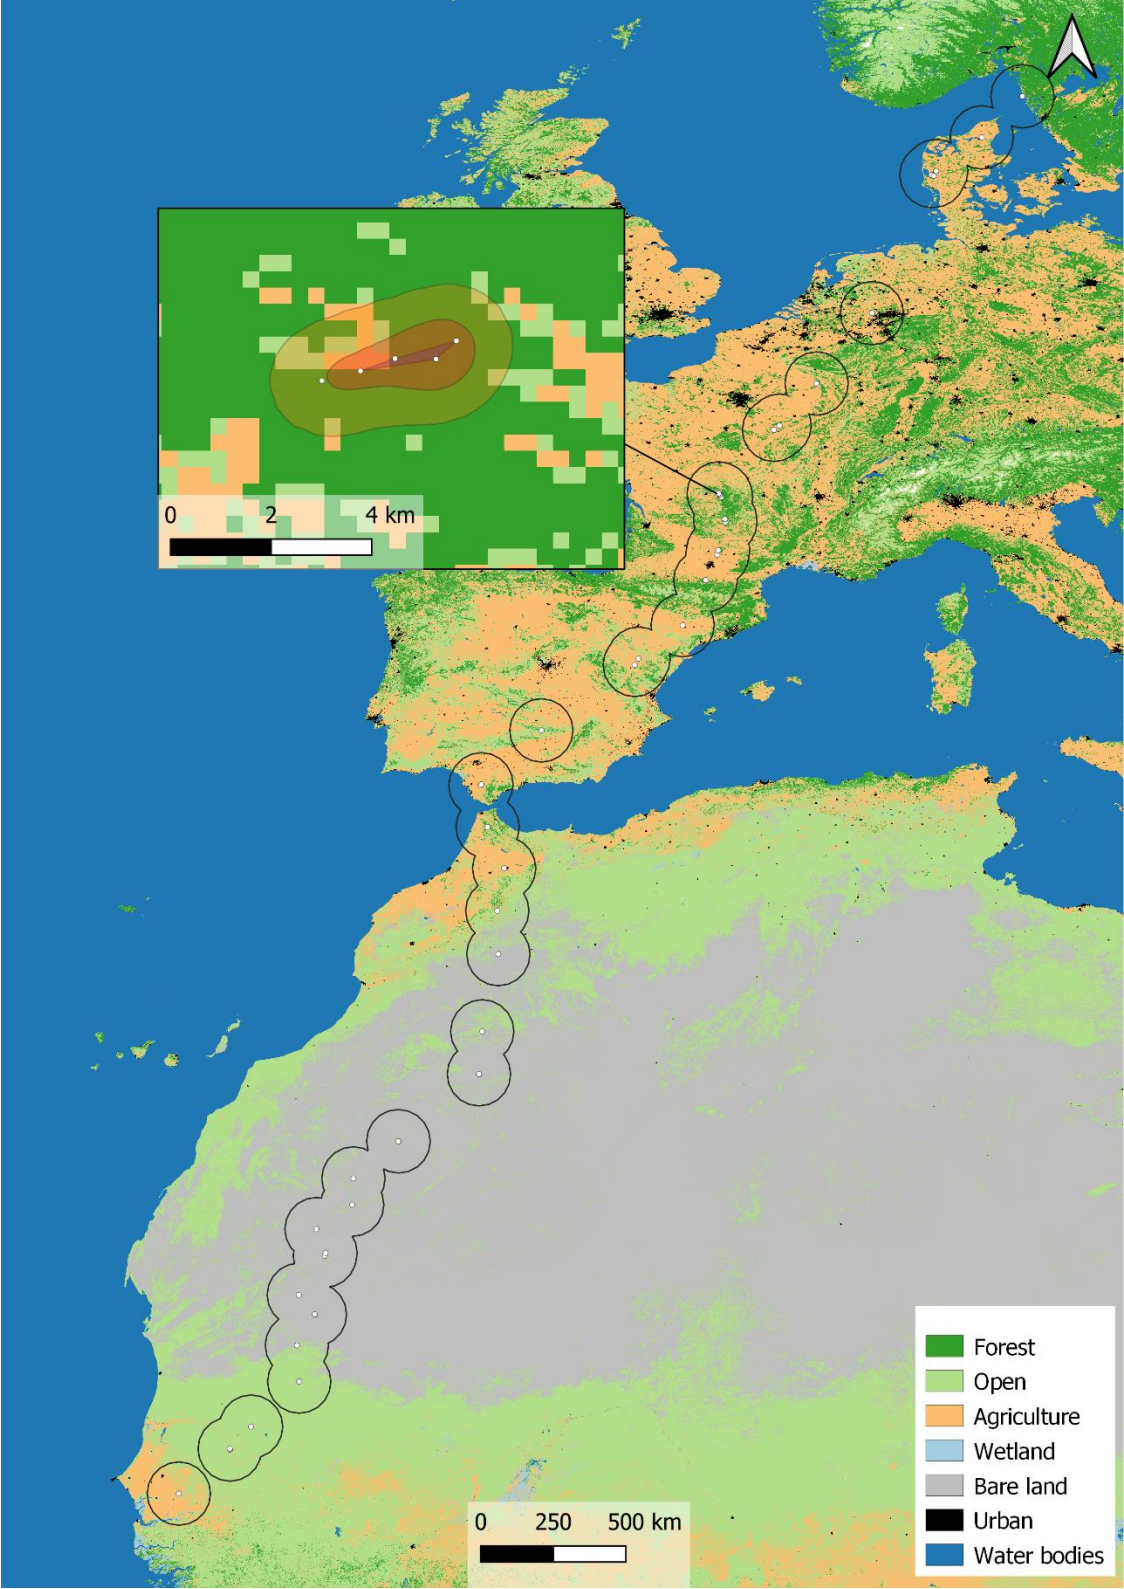 0 2 4 km
Forest
Open
Agriculture
Wetland
Bare land
Urban
Water bodies
0 250 500 km